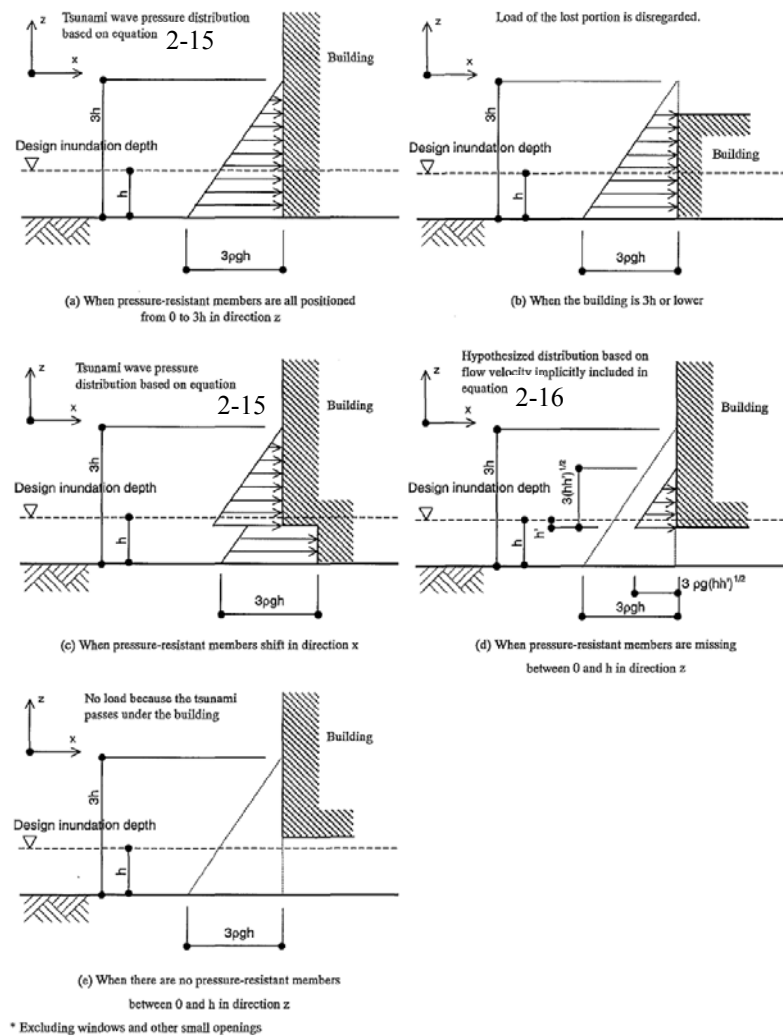 Tsunami wave pressure distribution
based on equation 2-15
z
x
Building
3h
Design inundation depth
h
3ρgh
(a) When pressure-resistant members are all positioned
from 0 to 3h in direction z
Load of the lost portion is disregarded.
z
x
3h
Design inundation depth
Building
h
3ρgh
(b) When the building is 3h or lower
Tsunami wave pressure
distribution based on equation
2-15
z
x
Building
3h
Design inundation depth
h
3ρgh
(c) When pressure-resistant members shift in direction x
Hypothesized distribution based on
flow velocity implicitly included in
equation 2-16
z
x
Building
3h
3(hh')1/2
Design inundation depth
h
h'
3 ρg(hh')1/2
3ρgh
(d) When pressure-resistant members are missing
between 0 and h in direction z
No load because the tsunami
passes under the building
z
x
Building
3h
Design inundation depth
h
3ρgh
(e) When there are no pressure-resistant members
between 0 and h in direction z
* Excluding windows and other small openings